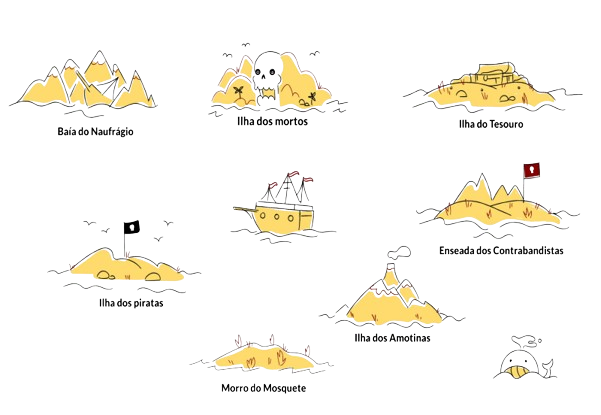 Baía do Naufrágio
Ilha dos mortos
Ilha do Tesouro
Enseada dos Contrabandistas
Ilha dos piratas
Ilha dos Amotinas
Morro do Mosquete